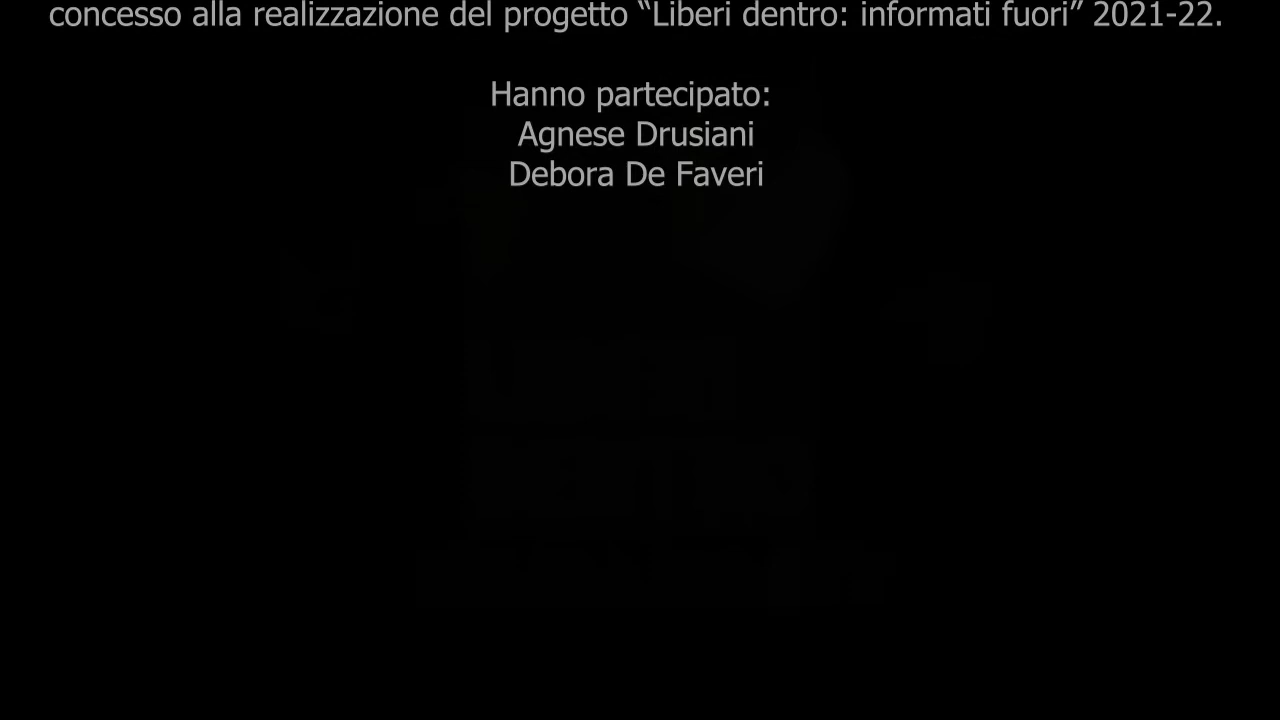 concesso alla realizzazione del progetto “Liberi dentro: informati fuori” 2021-22.
Hanno partecipato:
Agnese Drusiani
Debora De Faveri